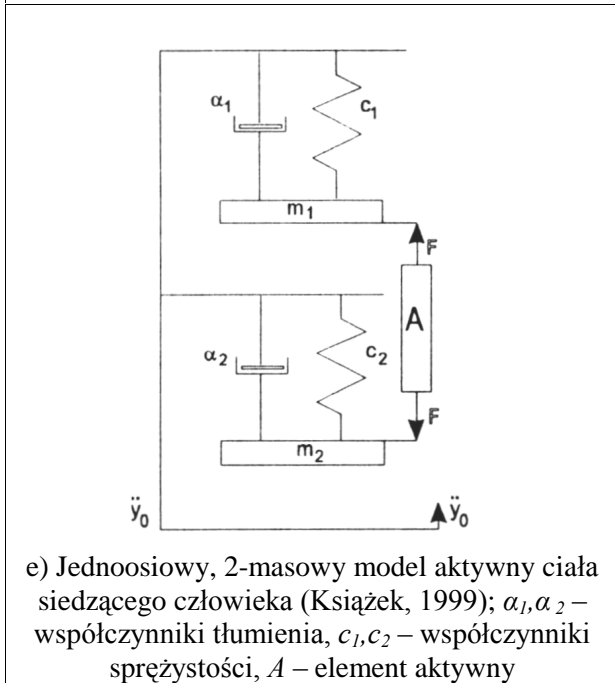 α₁
c₁
m₁
F
A
α₂
c₂
F
m₂
ÿ₀
ÿ₀
e) Jednoosiowy, 2-masowy model aktywny ciała
siedzącego człowieka (Książek, 1999); α₁,α₂ –
współczynniki tłumienia, c₁,c₂ – współczynniki
sprężystości, A – element aktywny